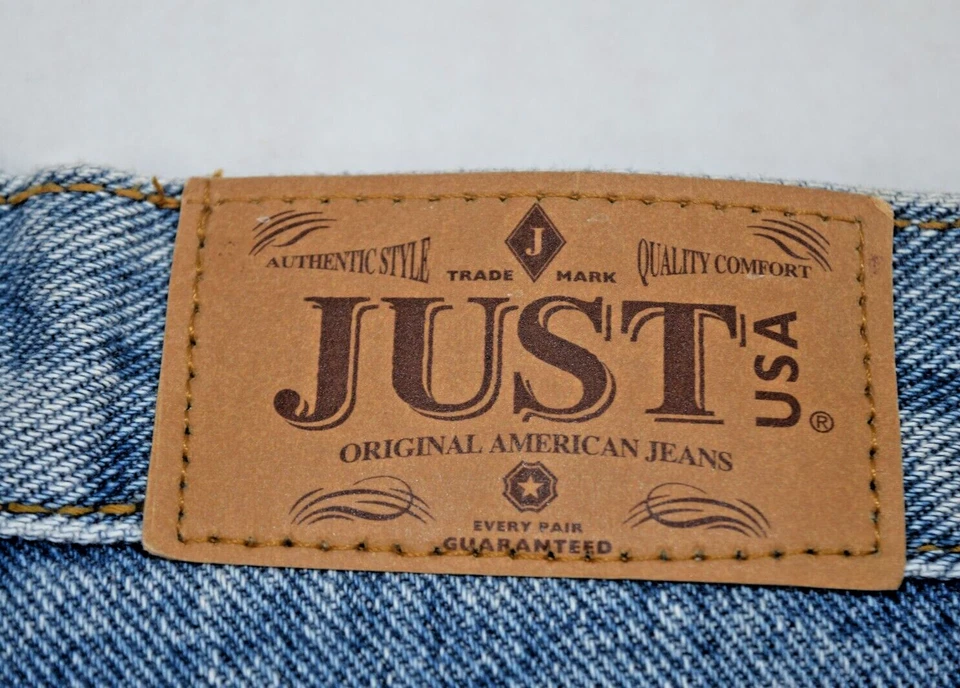 J
AUTHENTIC STYLE
TRADE MARK
QUALITY COMFORT
JUST USA®
ORIGINAL AMERICAN JEANS
EVERY PAIR
GUARANTEED